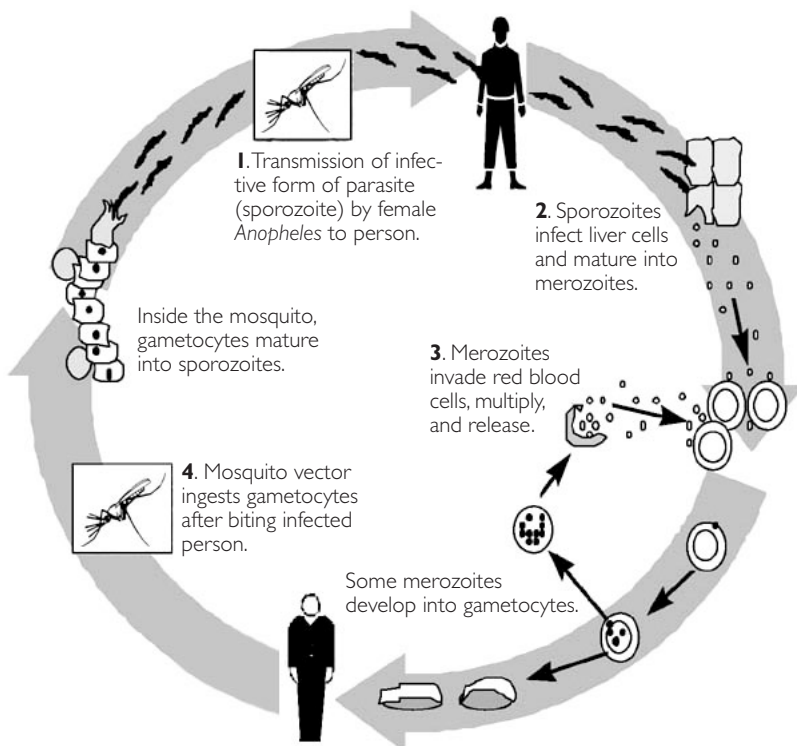 1. Transmission of infec-
tive form of parasite
(sporozoite) by female
Anopheles to person.
2. Sporozoites
infect liver cells
and mature into
merozoites.
3. Merozoites
invade red blood
cells, multiply,
and release.
Some merozoites
develop into gametocytes.
4. Mosquito vector
ingests gametocytes
after biting infected
person.
Inside the mosquito,
gametocytes mature
into sporozoites.